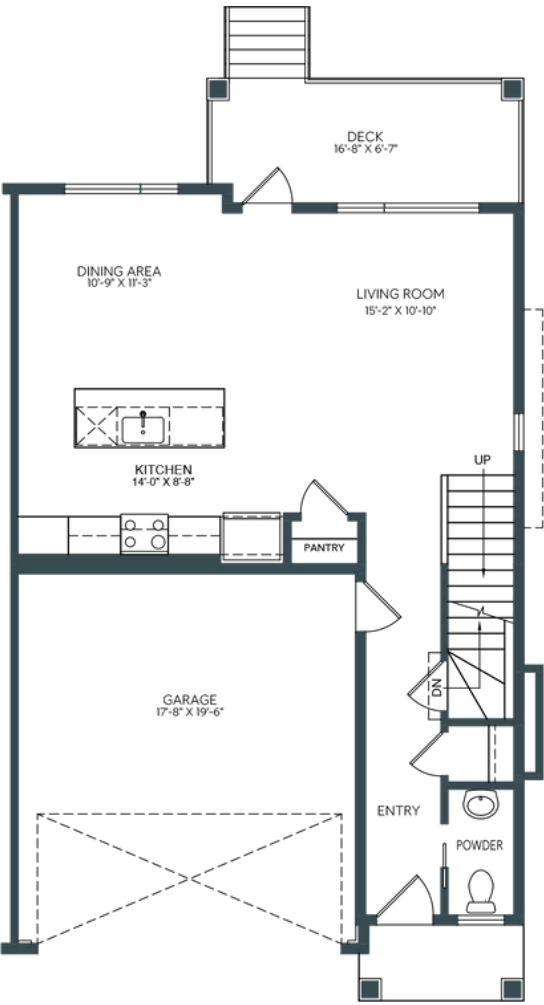 DECK
16'-8" X 6'-7"
DINING AREA
10'-9" X 11'-3"
LIVING ROOM
15'-2" X 10'-10"
UP
KITCHEN
14'-0" X 8'-8"
PANTRY
DN
GARAGE
17'-8" X 19'-6"
ENTRY
POWDER